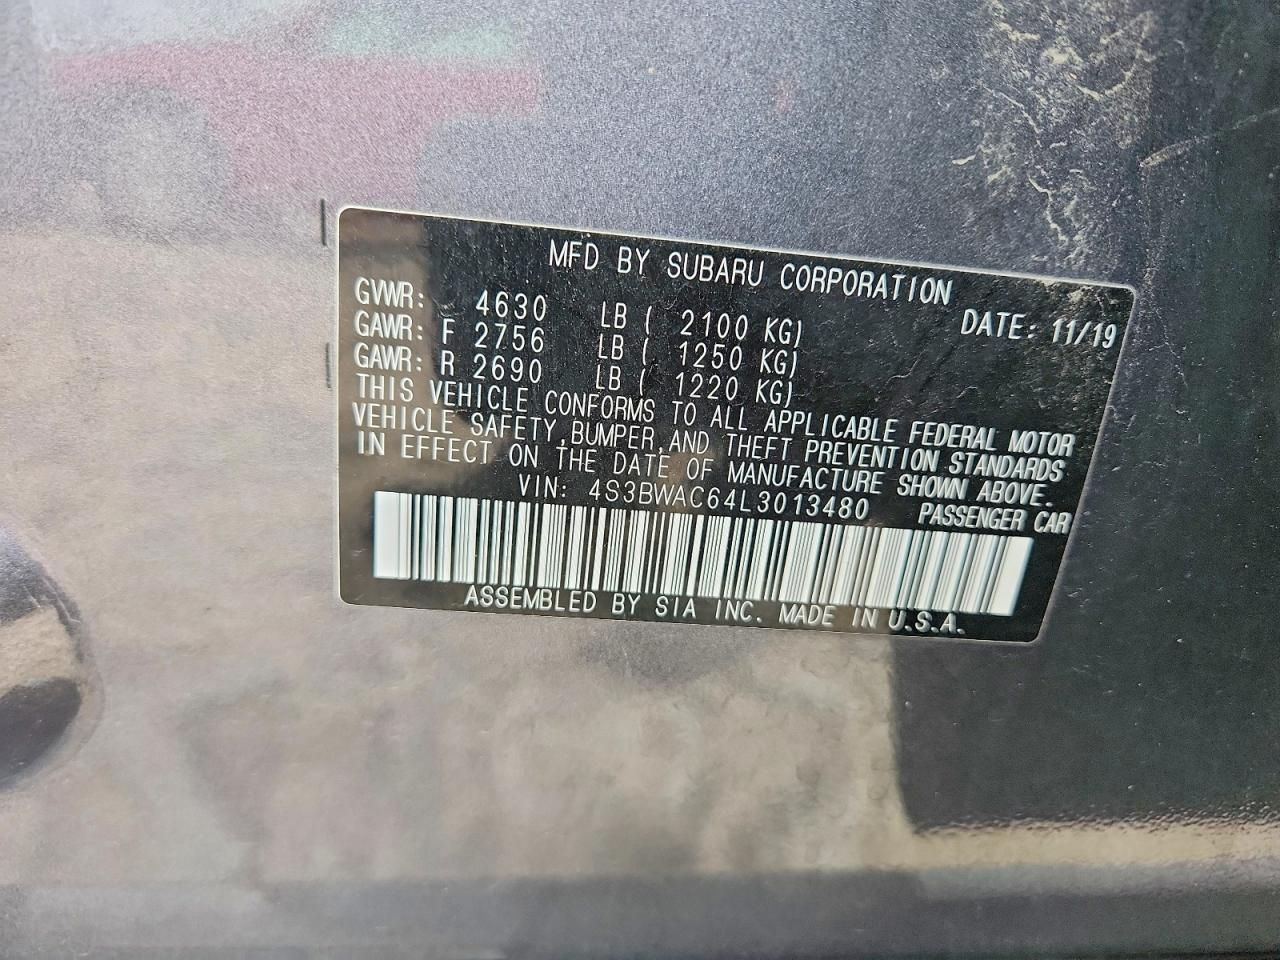 MFD BY SUBARU CORPORATION
GVWR: 4630 LB ( 2100 KG) DATE: 11/19
GAWR: F 2756 LB ( 1250 KG)
GAWR: R 2690 LB ( 1220 KG)
THIS VEHICLE CONFORMS TO ALL APPLICABLE FEDERAL MOTOR
VEHICLE SAFETY,BUMPER,AND THEFT PREVENTION STANDARDS
IN EFFECT ON THE DATE OF MANUFACTURE SHOWN ABOVE.
VIN: 4S3BWAC64L3013480 PASSENGER CAR
ASSEMBLED BY SIA INC. MADE IN U.S.A.